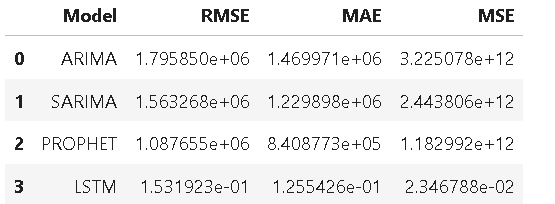 Model RMSE MAE MSE
0 ARIMA 1.795850e+06 1.469971e+06 3.225078e+12
1 SARIMA 1.563268e+06 1.229898e+06 2.443806e+12
2 PROPHET 1.087655e+06 8.408773e+05 1.182992e+12
3 LSTM 1.531923e-01 1.255426e-01 2.346788e-02